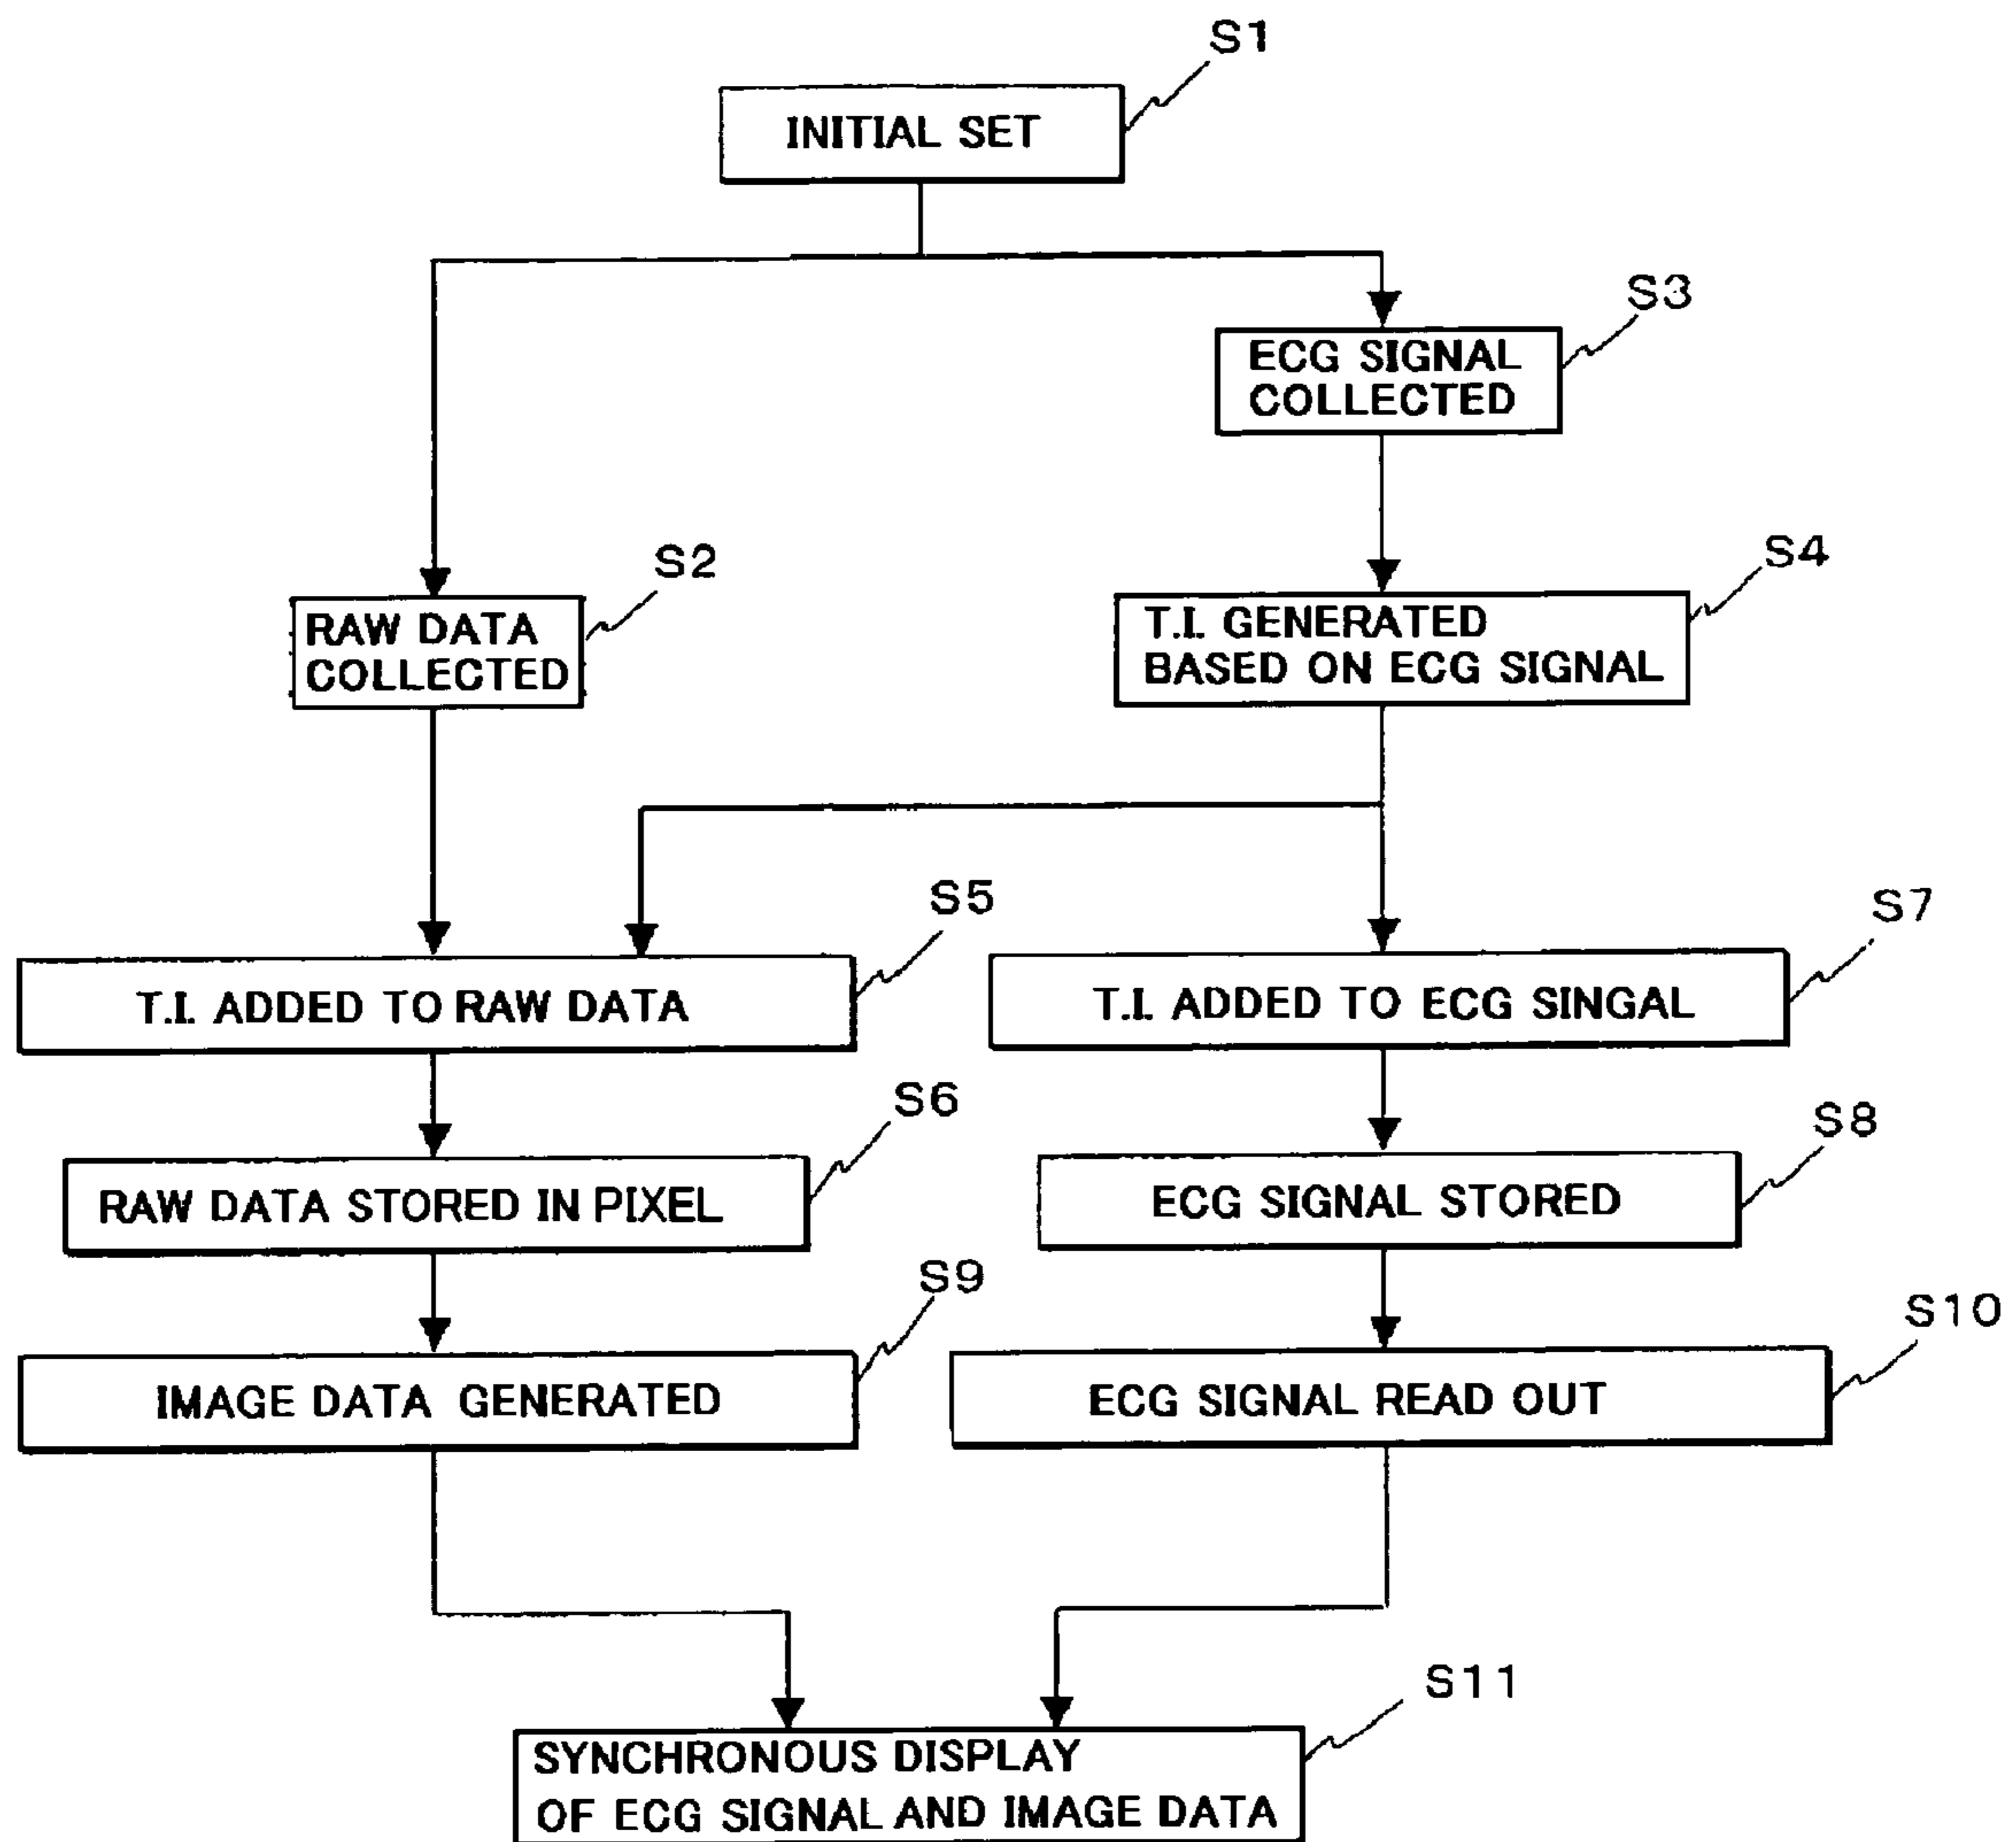 S1
INITIAL SET
S3
ECG SIGNAL
COLLECTED
S2
RAW DATA
COLLECTED
S4
T.I. GENERATED
BASED ON ECG SIGNAL
S5
T.I. ADDED TO RAW DATA
S7
T.I. ADDED TO ECG SINGAL
S6
RAW DATA STORED IN PIXEL
S8
ECG SIGNAL STORED
S9
IMAGE DATA GENERATED
S10
ECG SIGNAL READ OUT
S11
SYNCHRONOUS DISPLAY
OF ECG SIGNAL AND IMAGE DATA